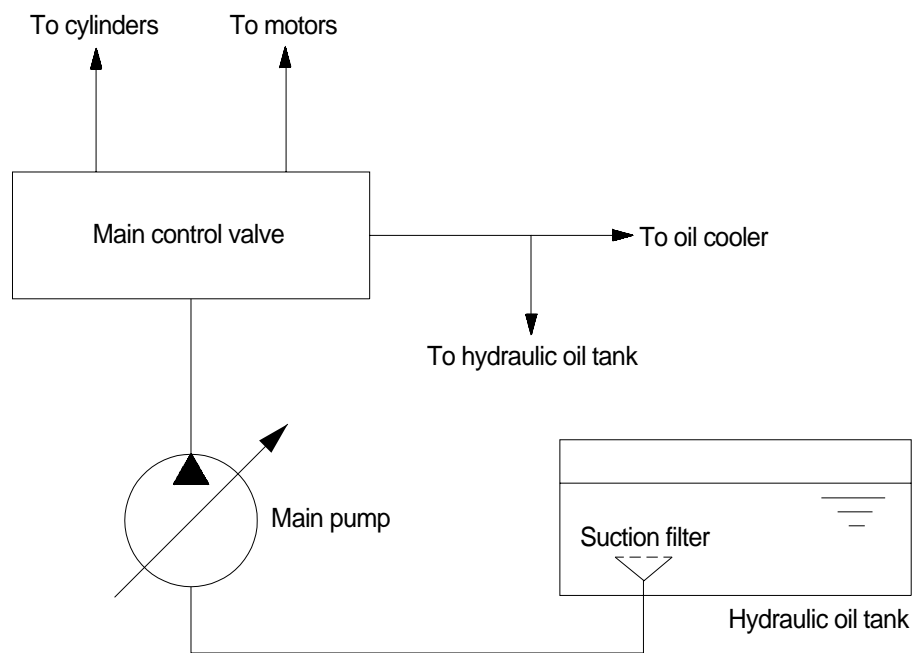 To cylinders
To motors
Main control valve
To oil cooler
To hydraulic oil tank
Main pump
Suction filter
Hydraulic oil tank